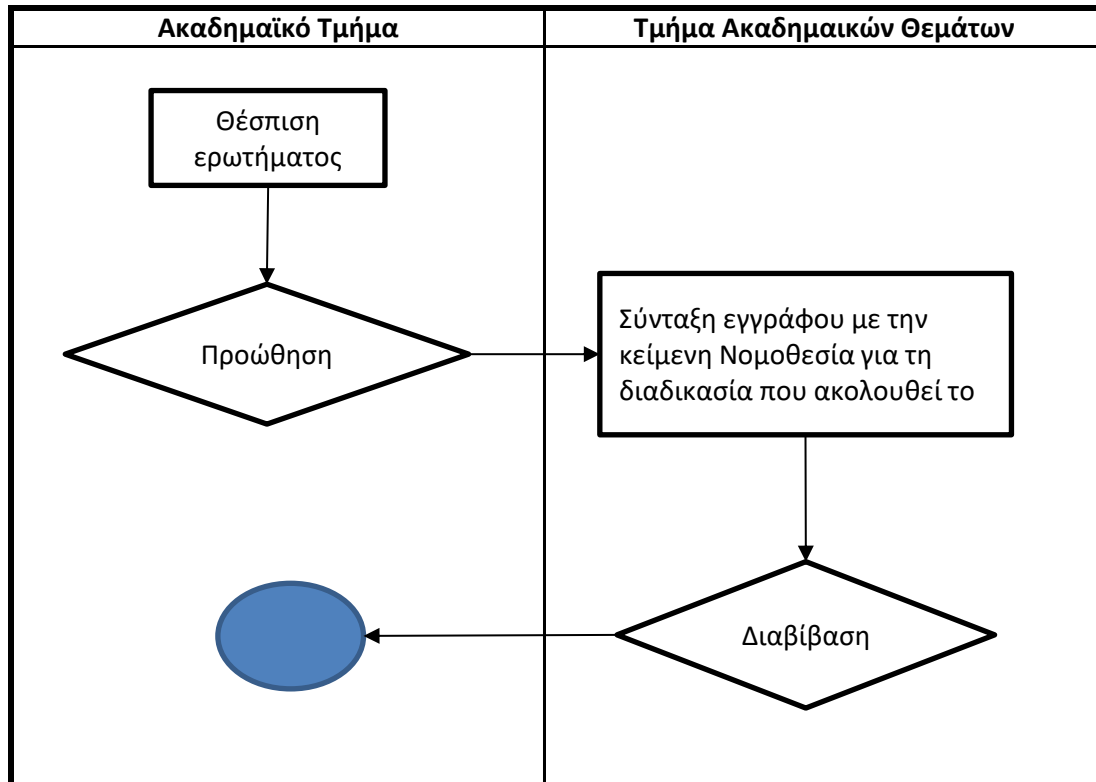 Ακαδημαϊκό Τμήμα
Τμήμα Ακαδημαικών Θεμάτων
Θέσπιση
ερωτήματος
Προώθηση
Σύνταξη εγγράφου με την
κείμενη Νομοθεσία για τη
διαδικασία που ακολουθεί το
Διαβίβαση